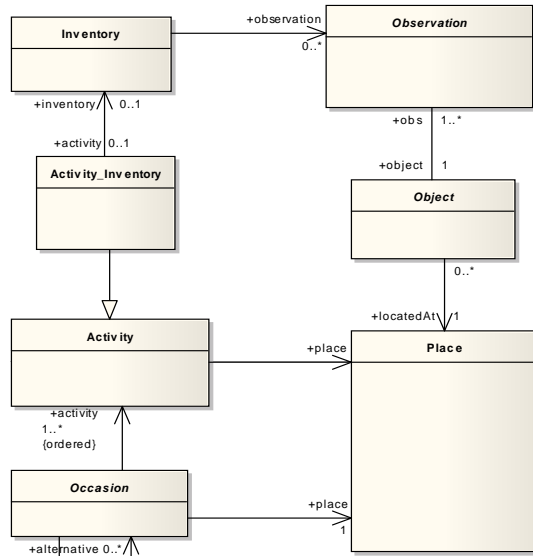 Inventory
+observation
0..*
Observation
+inventory 0..1
+activity 0..1
+obs 1..*
+object 1
Activity_Inventory
Object
0..*
+locatedAt 1
Activity
+place
Place
+activity
1..*
{ordered}
Occasion
+place
1
+alternative 0..*